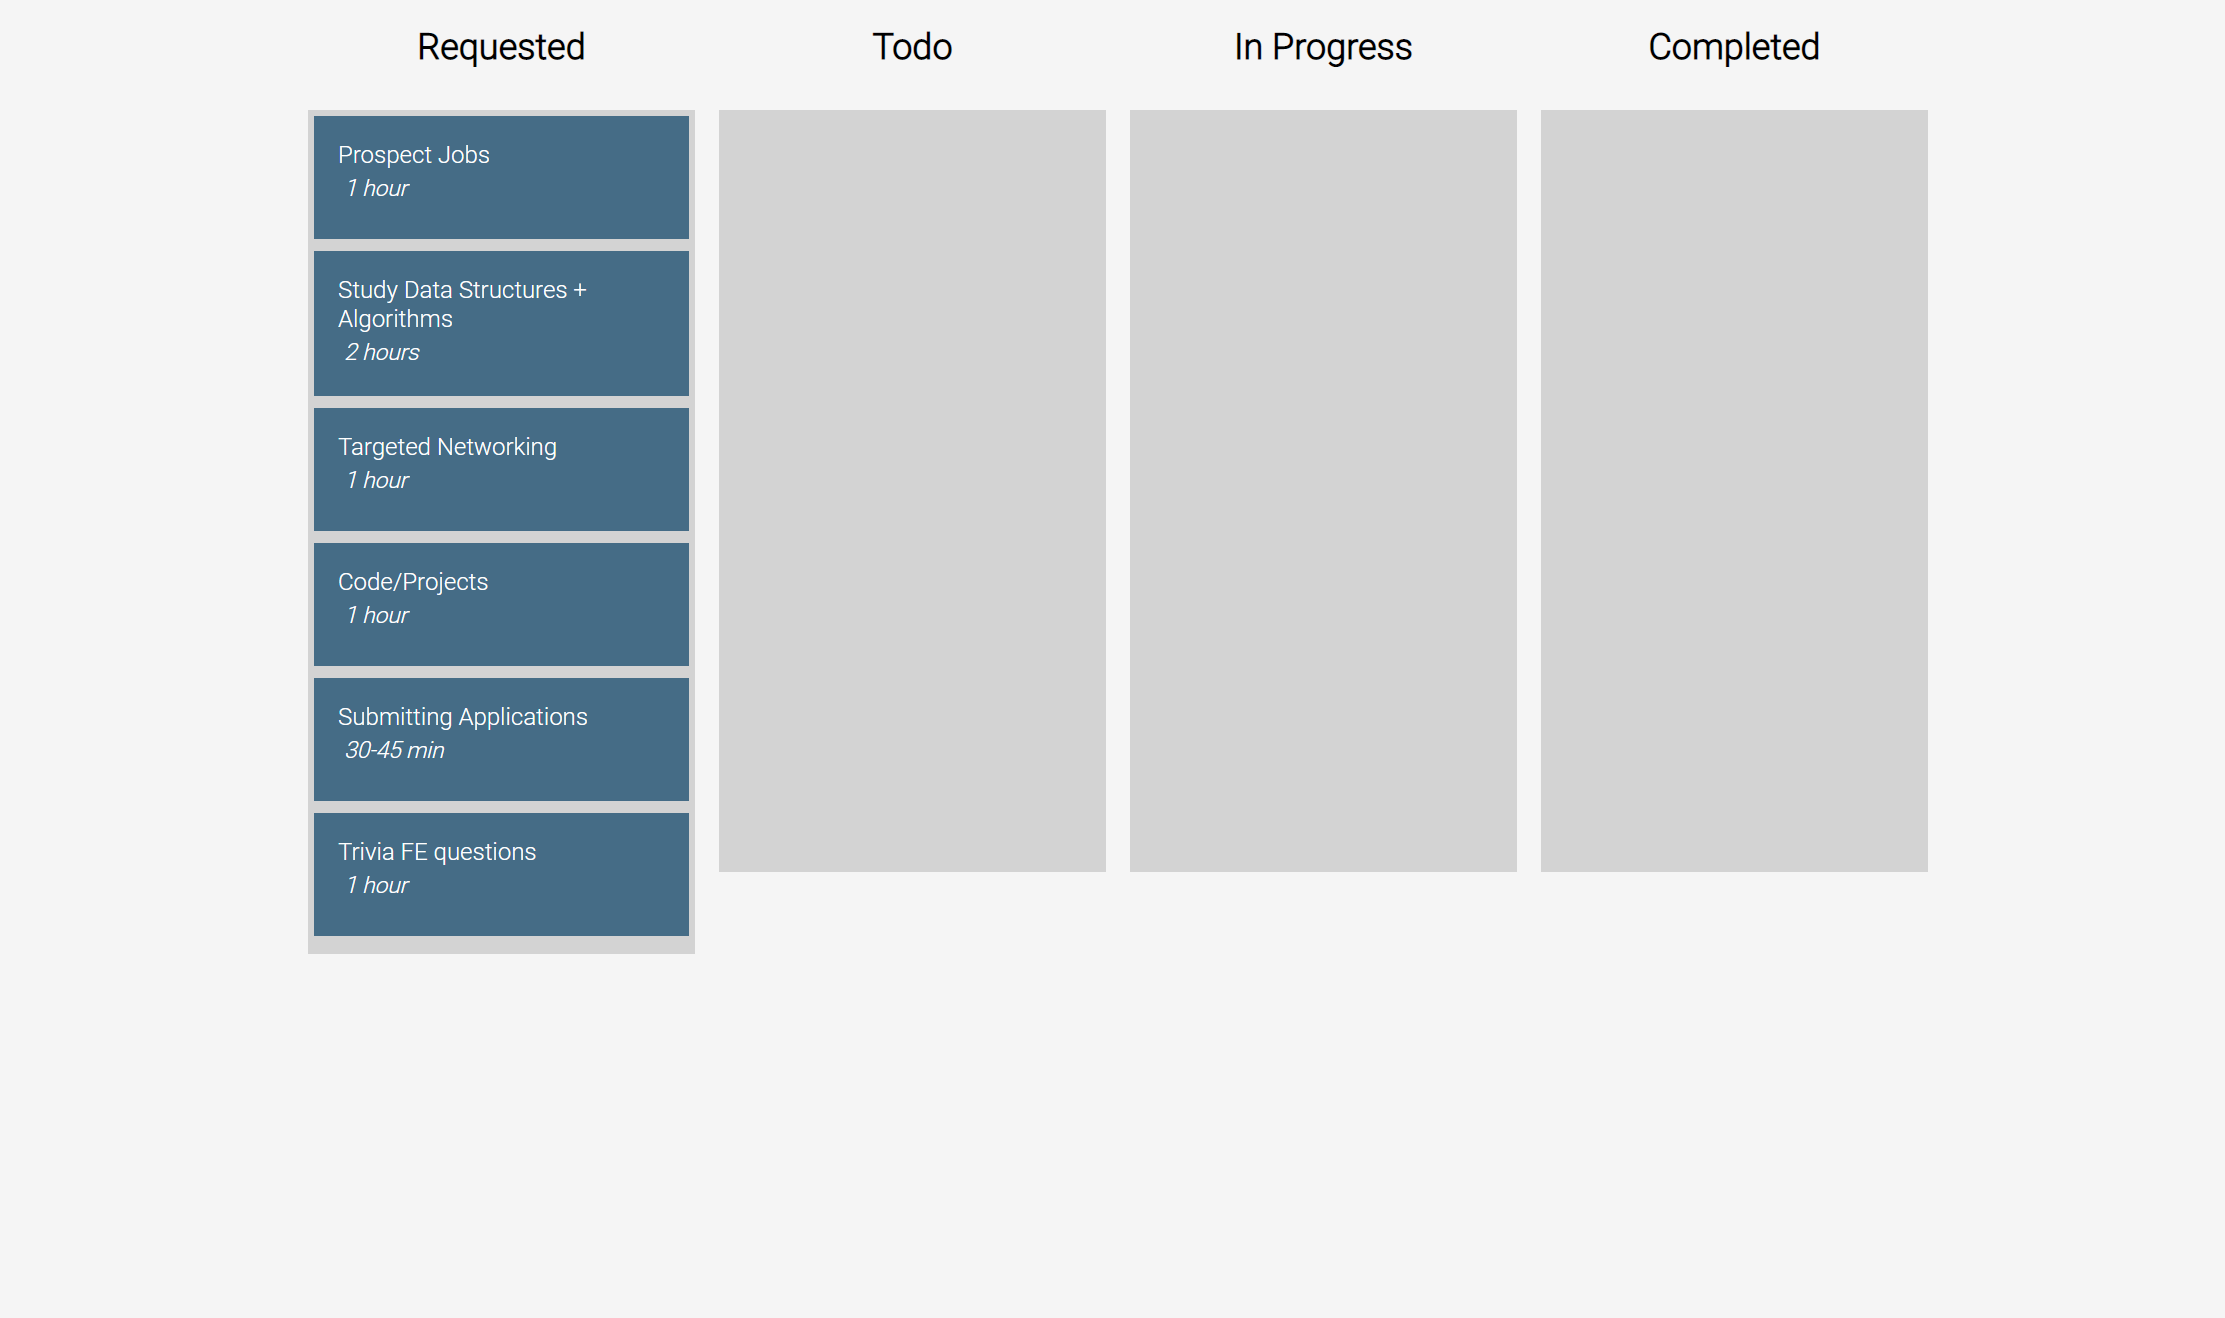 Requested
Todo
In Progress
Completed
Prospect Jobs
1 hour
Study Data Structures +
Algorithms
2 hours
Targeted Networking
1 hour
Code/Projects
1 hour
Submitting Applications
30-45 min
Trivia FE questions
1 hour